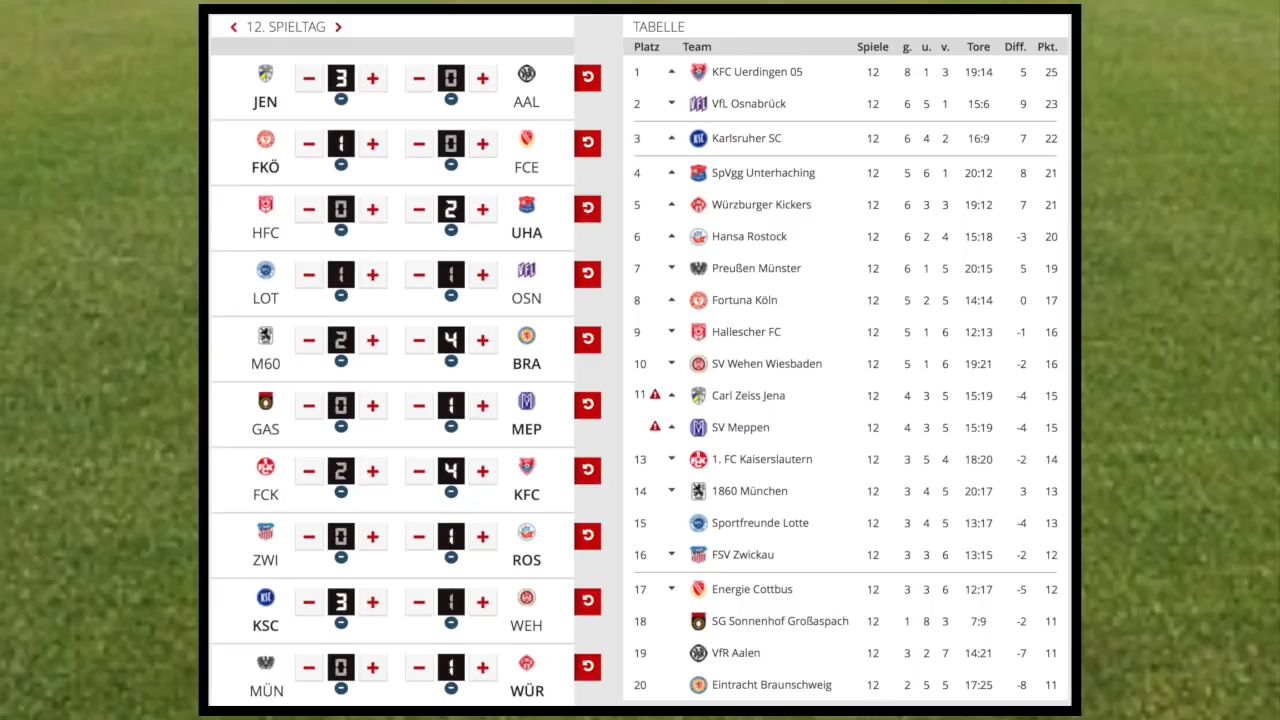 12. SPIELTAG
JEN 3 0 AAL
FKÖ 1 0 FCE
HFC 0 2 UHA
LOT 1 1 OSN
M60 2 4 BRA
GAS 0 1 MEP
FCK 2 4 KFC
ZWI 0 1 ROS
KSC 3 1 WEH
MÜN 0 1 WÜR
TABELLE
Platz Team Spiele g. u. v. Tore Diff. Pkt.
1 KFC Uerdingen 05 12 8 1 3 19:14 5 25
2 VfL Osnabrück 12 6 5 1 15:6 9 23
3 Karlsruher SC 12 6 4 2 16:9 7 22
4 SpVgg Unterhaching 12 5 6 1 20:12 8 21
5 Würzburger Kickers 12 6 3 3 19:12 7 21
6 Hansa Rostock 12 6 2 4 15:18 -3 20
7 Preußen Münster 12 6 1 5 20:15 5 19
8 Fortuna Köln 12 5 2 5 14:14 0 17
9 Hallescher FC 12 5 1 6 12:13 -1 16
10 SV Wehen Wiesbaden 12 5 1 6 19:21 -2 16
11 Carl Zeiss Jena 12 4 3 5 15:19 -4 15
SV Meppen 12 4 3 5 15:19 -4 15
13 1. FC Kaiserslautern 12 3 5 4 18:20 -2 14
14 1860 München 12 3 4 5 20:17 3 13
15 Sportfreunde Lotte 12 3 4 5 13:17 -4 13
16 FSV Zwickau 12 3 3 6 13:15 -2 12
17 Energie Cottbus 12 3 3 6 12:17 -5 12
18 SG Sonnenhof Großaspach 12 1 8 3 7:9 -2 11
19 VfR Aalen 12 3 2 7 14:21 -7 11
20 Eintracht Braunschweig 12 2 5 5 17:25 -8 11